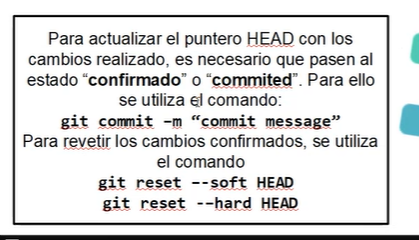 Para actualizar el puntero HEAD con los
cambios realizado, es necesario que pasen al
estado “confirmado” o “commited”. Para ello
se utiliza el comando:
git commit –m “commit message”
Para revetir los cambios confirmados, se utiliza
el comando
git reset --soft HEAD
git reset --hard HEAD